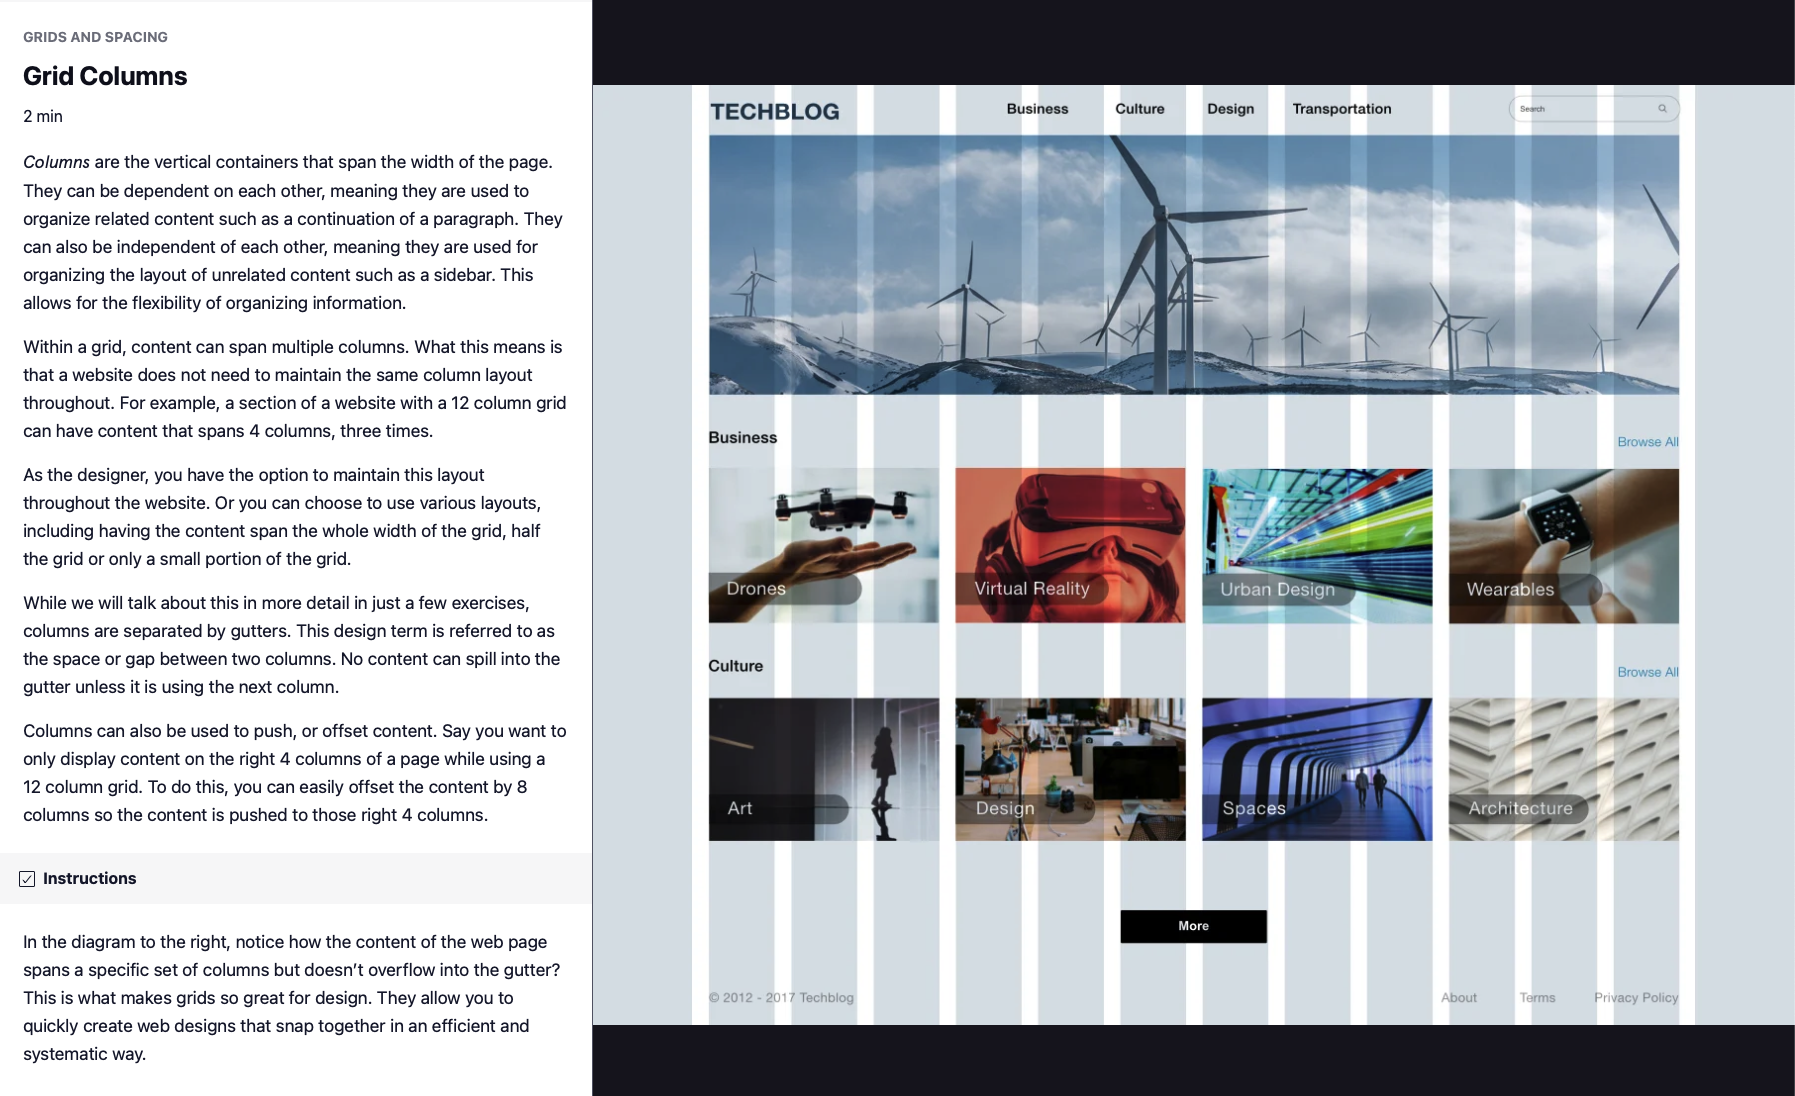 GRIDS AND SPACING
Grid Columns
2 min
Columns are the vertical containers that span the width of the page.
They can be dependent on each other, meaning they are used to
organize related content such as a continuation of a paragraph. They
can also be independent of each other, meaning they are used for
organizing the layout of unrelated content such as a sidebar. This
allows for the flexibility of organizing information.
Within a grid, content can span multiple columns. What this means is
that a website does not need to maintain the same column layout
throughout. For example, a section of a website with a 12 column grid
can have content that spans 4 columns, three times.
As the designer, you have the option to maintain this layout
throughout the website. Or you can choose to use various layouts,
including having the content span the whole width of the grid, half
the grid or only a small portion of the grid.
While we will talk about this in more detail in just a few exercises,
columns are separated by gutters. This design term is referred to as
the space or gap between two columns. No content can spill into the
gutter unless it is using the next column.
Columns can also be used to push, or offset content. Say you want to
only display content on the right 4 columns of a page while using a
12 column grid. To do this, you can easily offset the content by 8
columns so the content is pushed to those right 4 columns.
Instructions
In the diagram to the right, notice how the content of the web page
spans a specific set of columns but doesn’t overflow into the gutter?
This is what makes grids so great for design. They allow you to
quickly create web designs that snap together in an efficient and
systematic way.
TECHBLOG
Business Culture Design Transportation
Search
Business
Browse All
Drones
Virtual Reality
Urban Design
Wearables
Culture
Browse All
Art
Design
Spaces
Architecture
More
© 2012 - 2017 Techblog
About Terms Privacy Policy